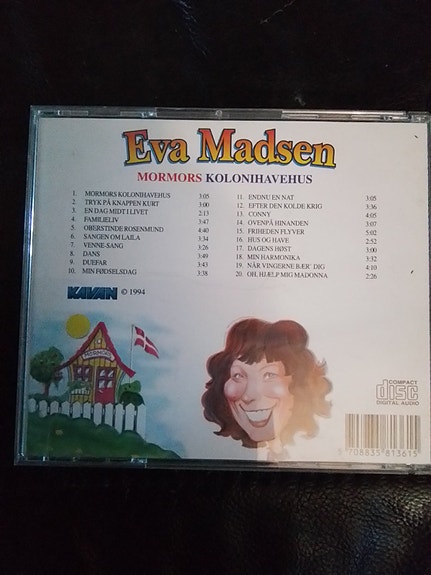 Eva Madsen
MORMORS KOLONIHAVEHUS
1. MORMORS KOLONIHAVEHUS 3:05
2. TRYK PÅ KNAPPEN KURT 3:00
3. EN DAG MIDT I LIVET 2:13
4. FAMILIELIV 3:47
5. OBERSTINDE ROSENMUND 4:40
6. SANGEN OM LAILA 3:34
7. VENNE-SANG 3:26
8. DANS 3:49
9. DUEFAR 3:43
10. MIN FØDSELSDAG 3:38
11. ENDNU EN NAT 3:05
12. EFTER DEN KOLDE KRIG 3:36
13. CONNY 4:05
14. OVENPÅ HINANDEN 3:07
15. FRIHEDEN FLYVER 5:02
16. HUS OG HAVE 2:52
17. DAGENS HØST 3:00
18. MIN HARMONIKA 3:32
19. NÅR VINGERNE BÆR' DIG 4:10
20. OH, HJÆLP MIG MADONNA 2:26
KAVAN © 1994
MORMORS
COMPACT
disc
DIGITAL AUDIO
5 708835 813615